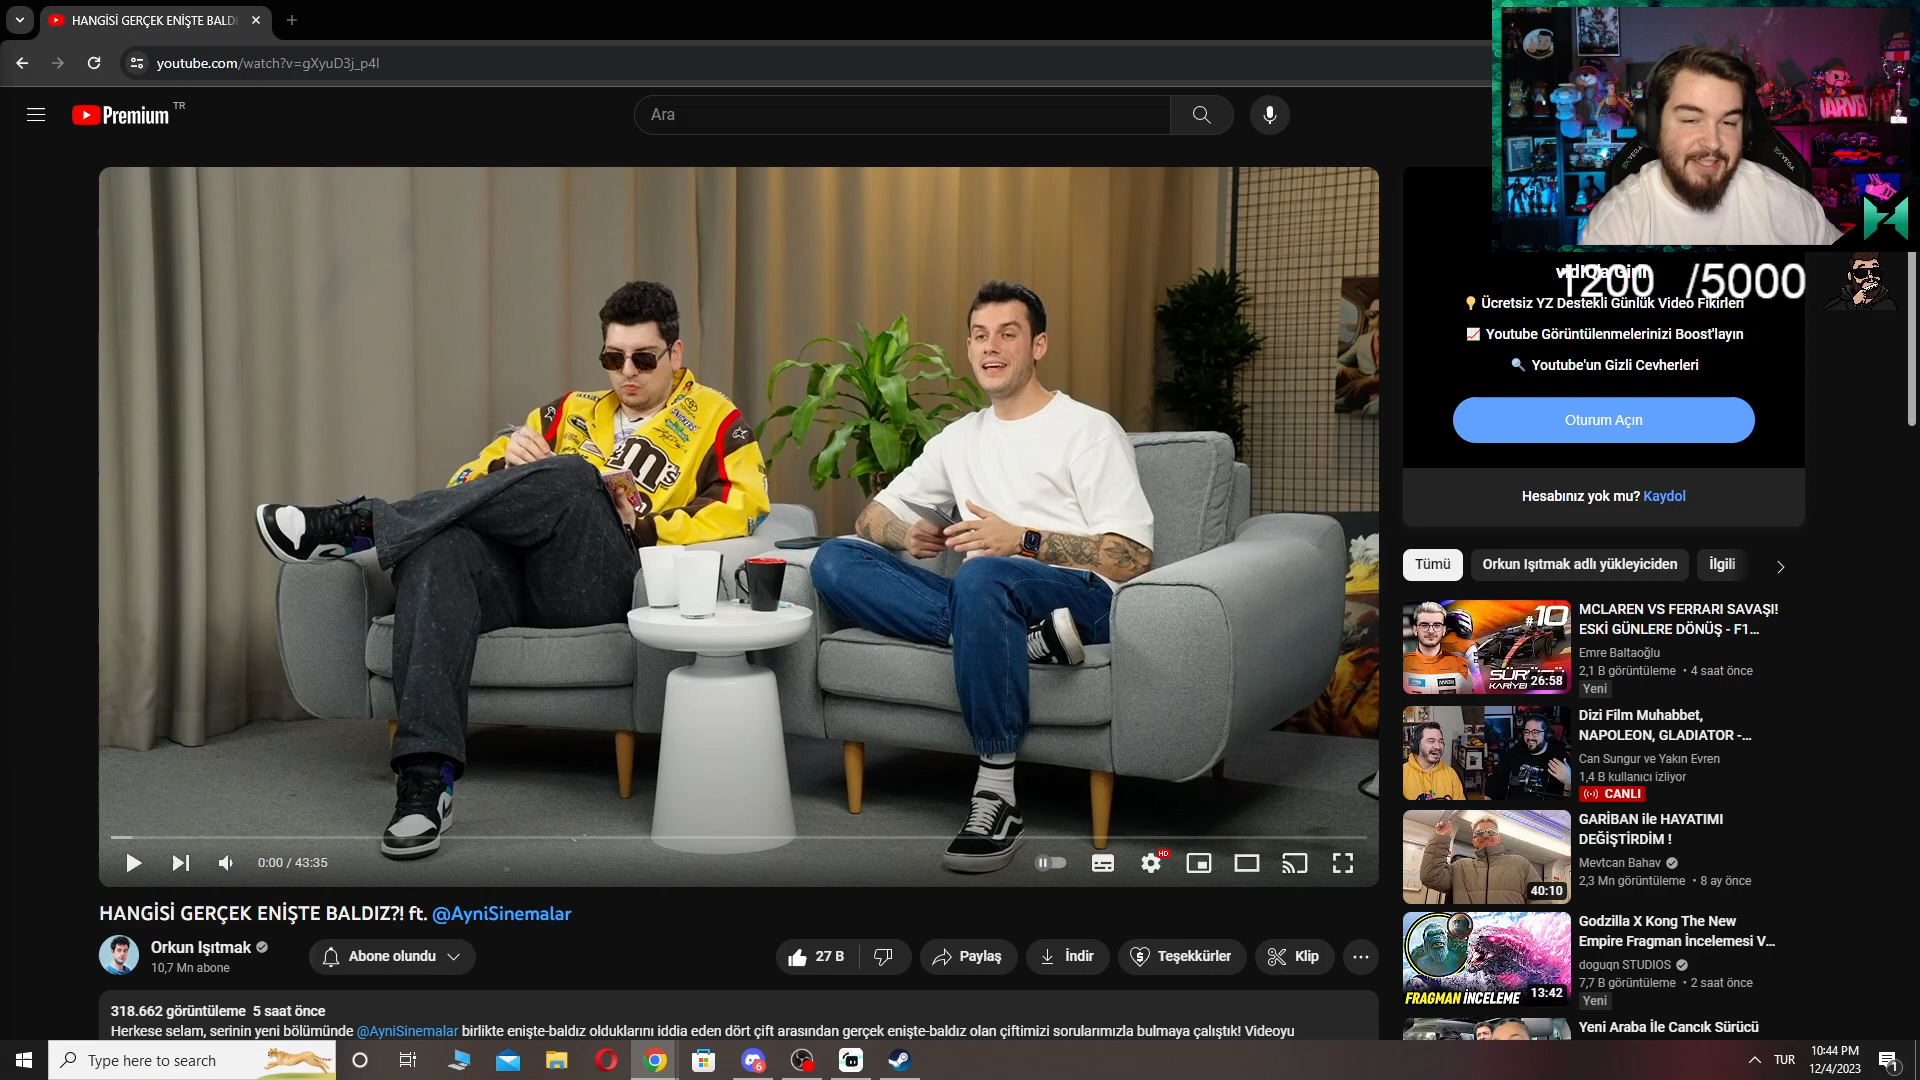 HANGİSİ GERÇEK ENİŞTE BALD
youtube.com/watch?v=gXyuD3j_p4I
Premium TR
Ara
1200 /5000
💡 Ücretsiz YZ Destekli Günlük Video Fikirleri
📈 Youtube Görüntülenmelerinizi Boost'layın
🔍 Youtube'un Gizli Cevherleri
Oturum Açın
Hesabınız yok mu? Kaydol
Tümü
Orkun Işıtmak adlı yükleyiciden
İlgili
#10
SÜR
KARİYE
26:58
MCLAREN VS FERRARI SAVAŞI!
ESKİ GÜNLERE DÖNÜŞ - F1...
Emre Baltaoğlu
2,1 B görüntüleme • 4 saat önce
Yeni
Dizi Film Muhabbet,
NAPOLEON, GLADIATOR -...
Can Sungur ve Yakın Evren
1,4 B kullanıcı izliyor
CANLI
40:10
GARİBAN ile HAYATIMI
DEĞİŞTİRDİM !
Mevtcan Bahav
2,3 Mn görüntüleme • 8 ay önce
FRAGMAN İNCELEME
13:42
Godzilla X Kong The New
Empire Fragman İncelemesi V...
doguqn STUDIOS
7,7 B görüntüleme • 2 saat önce
Yeni
Yeni Araba İle Cancık Sürücü
m's
0:00 / 43:35
HD
HANGİSİ GERÇEK ENİŞTE BALDIZ?! ft. @AyniSinemalar
Orkun Işıtmak
10,7 Mn abone
Abone olundu
27 B
Paylaş
İndir
Teşekkürler
Klip
318.662 görüntüleme 5 saat önce
Herkese selam, serinin yeni bölümünde @AyniSinemalar birlikte enişte-baldız olduklarını iddia eden dört çift arasından gerçek enişte-baldız olan çiftimizi sorularımızla bulmaya çalıştık! Videoyu
Type here to search
6
TUR
10:44 PM
12/4/2023
1